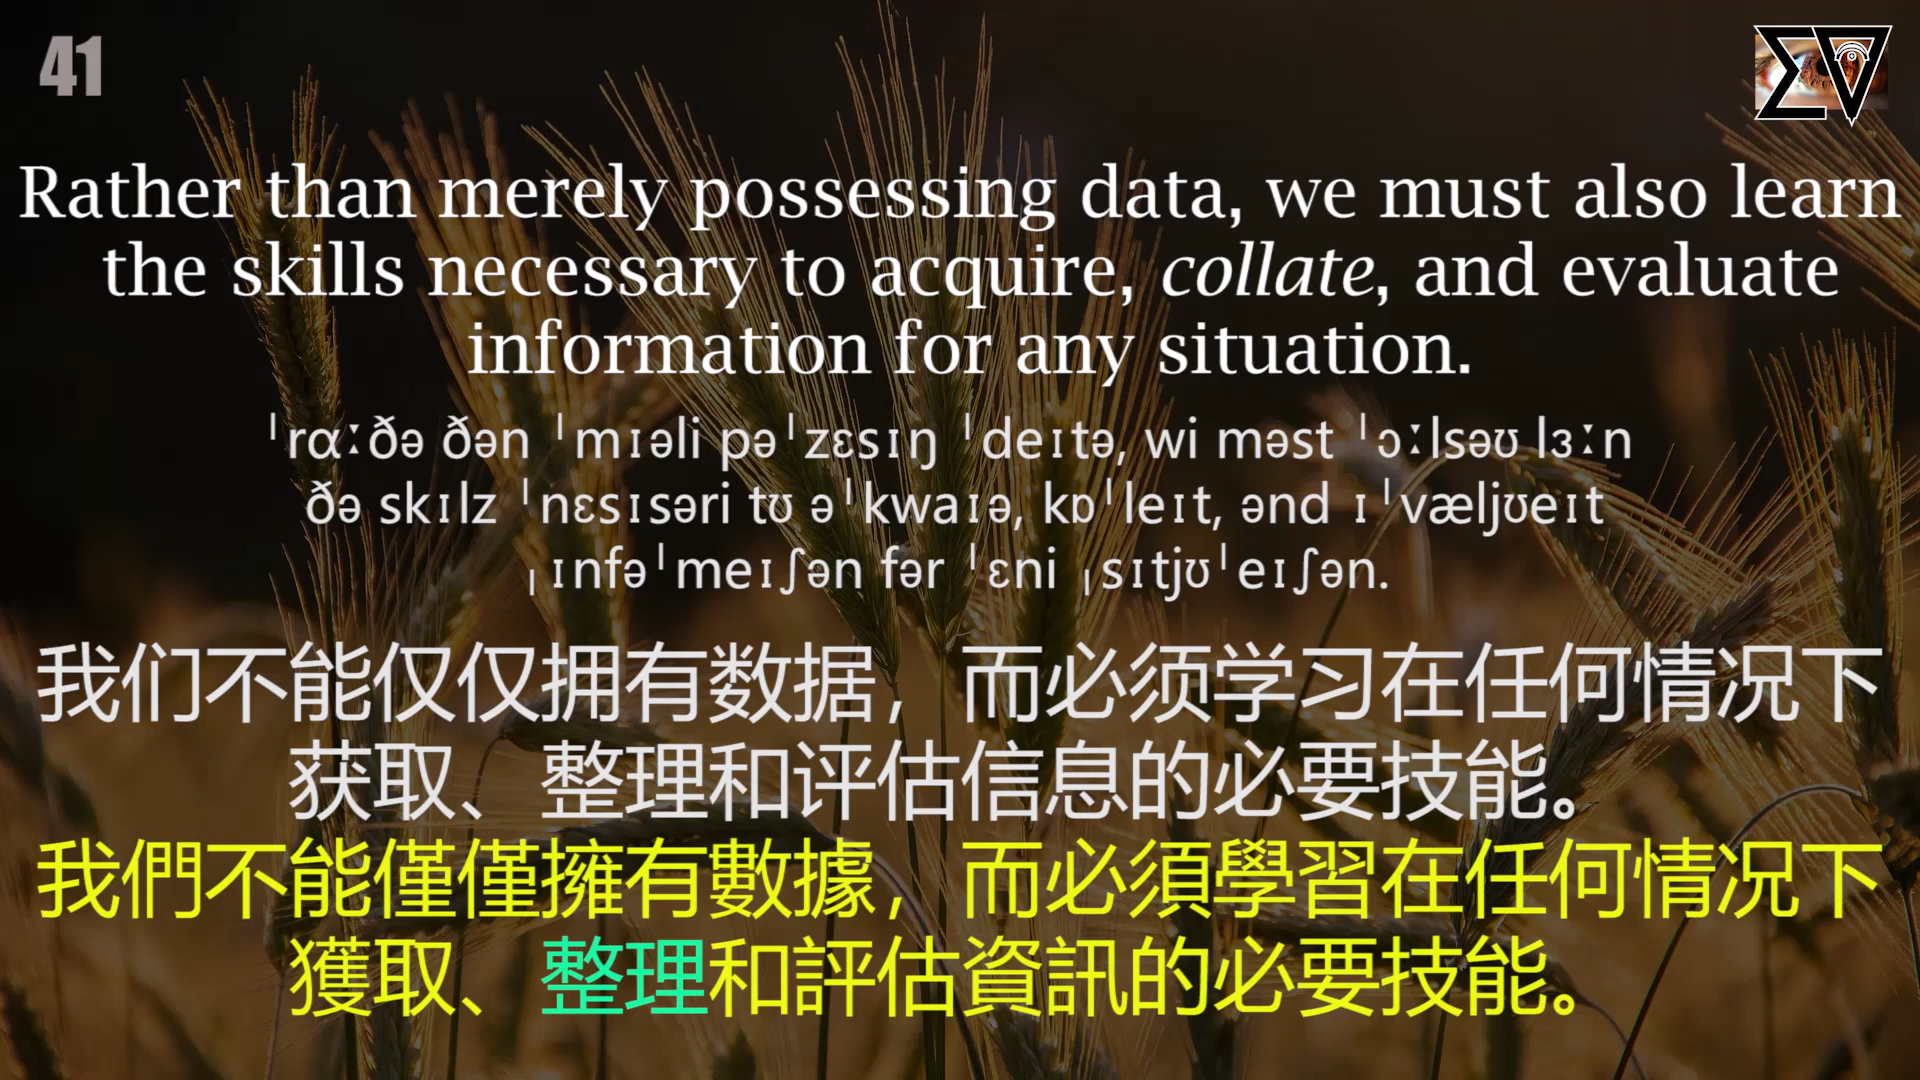 41
Rather than merely possessing data, we must also learn
the skills necessary to acquire, collate, and evaluate
information for any situation.
ˈrɑːðə ðən ˈmɪəli pəˈzɛsɪŋ ˈdeɪtə, wi məst ˈɔːlsəʊ lɜːn
ðə skɪlz ˈnɛsɪsəri tʊ əˈkwaɪə, kɒˈleɪt, ənd ɪˈvæljʊeɪt
ˌɪnfəˈmeɪʃən fər ˈɛni ˌsɪtjʊˈeɪʃən.
我们不能仅仅拥有数据，而必须学习在任何情况下
获取、整理和评估信息的必要技能。
我們不能僅僅擁有數據，而必須學習在任何情况下
獲取、整理和評估資訊的必要技能。